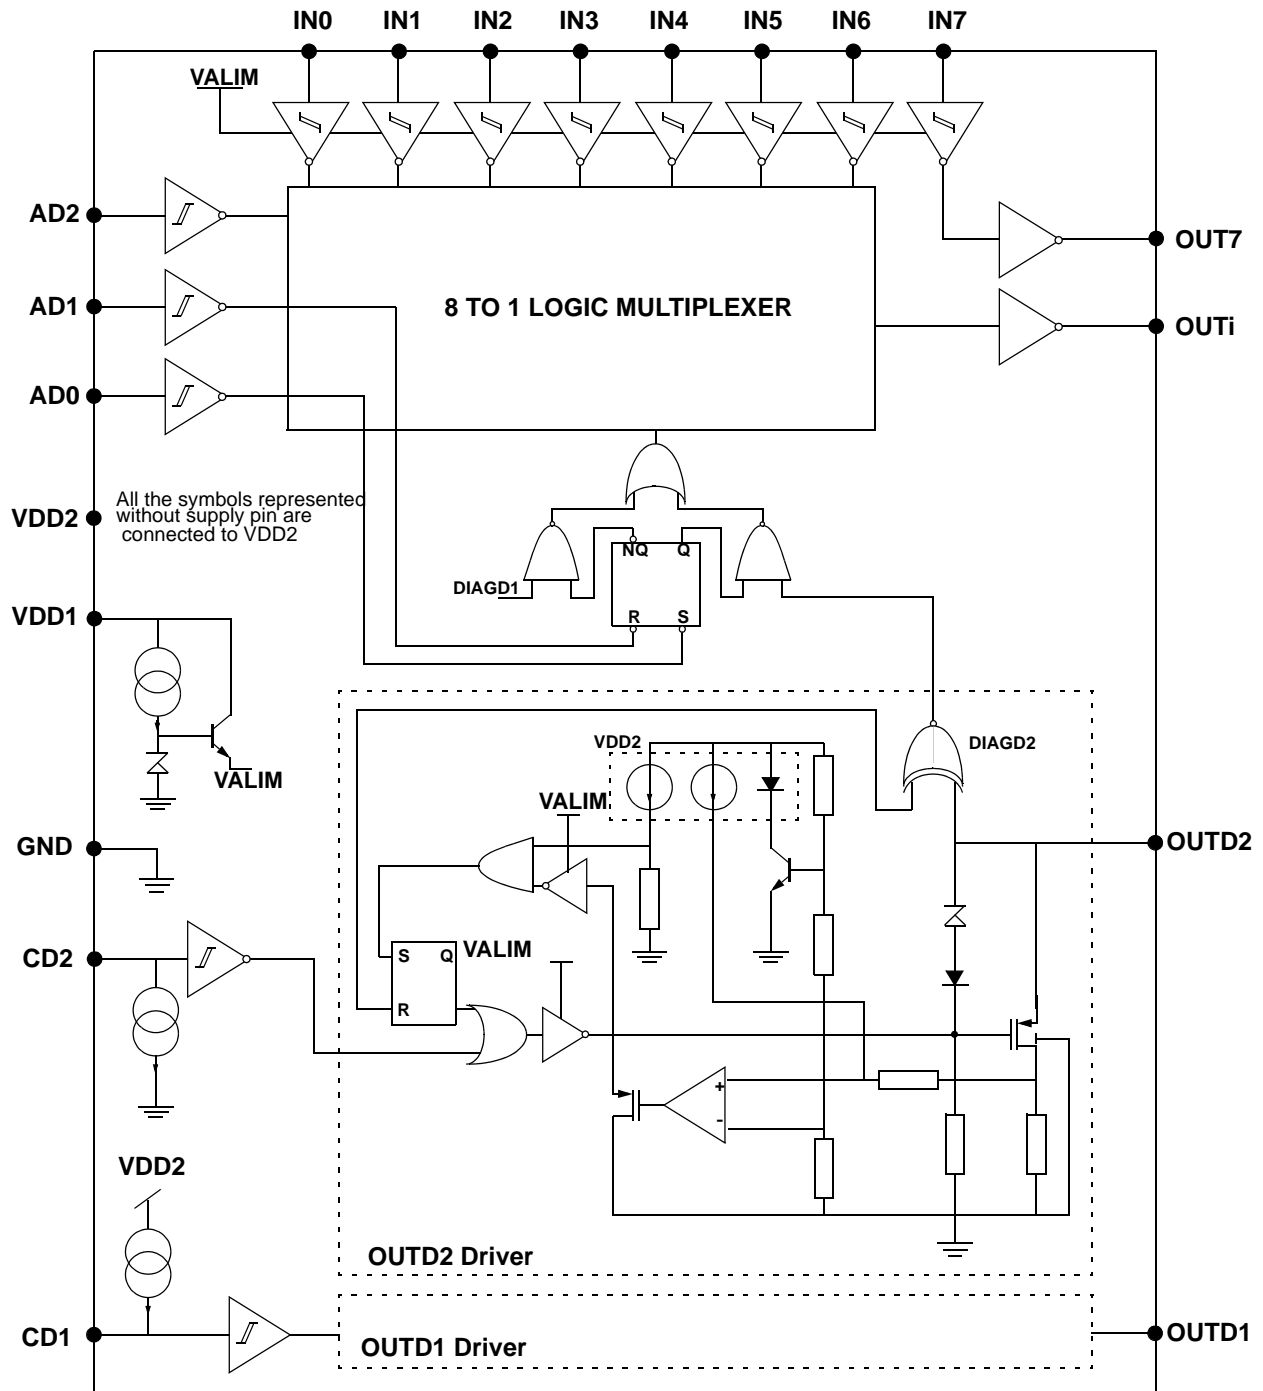 IN0 IN1 IN2 IN3 IN4 IN5 IN6 IN7
VALIM
AD2
OUT7
AD1
8 TO 1 LOGIC MULTIPLEXER
OUTi
AD0
All the symbols represented
without supply pin are
connected to VDD2
VDD2
NQ Q
DIAGD1
R S
VDD1
DIAGD2
VDD2
VALIM
VALIM
GND
OUTD2
CD2
S Q
VALIM
R
+
-
VDD2
OUTD2 Driver
CD1
OUTD1 Driver
OUTD1